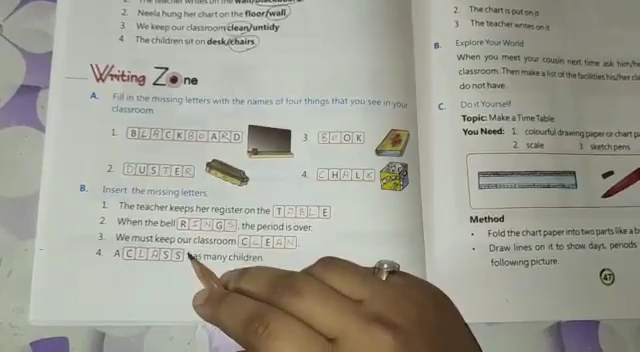 1. The teacher writes on the wall/blackboard.
2. Neela hung her chart on the floor/wall.
3. We keep our classroom clean/untidy
4. The children sit on desk/chairs.
Writing Zone
A. Fill in the missing letters with the names of four things that you see in your
classroom.
1. BLACKBOARD 3 BOOK
2. DUSTER 4. CHALK
B. Insert the missing letters.
1. The teacher keeps her register on the TABLE
2. When the bell RINGS, the period is over.
3. We must keep our classroom CLEAN.
4. A CLASS has many children.
2. The chart is put on
3 The teacher writes on
B. Explore Your World
When you meet your cousin next time ask him/
classroom. Then make a list of the facilities his/her
do not have.
C. Do it Yourself
Topic: Make a Time Table
You Need: 1. colourful drawing paper or chart
2. scale 3. sketch pens
Method
• Fold the chart paper into two parts like a
• Draw lines on it to show days, periods
following picture.
47